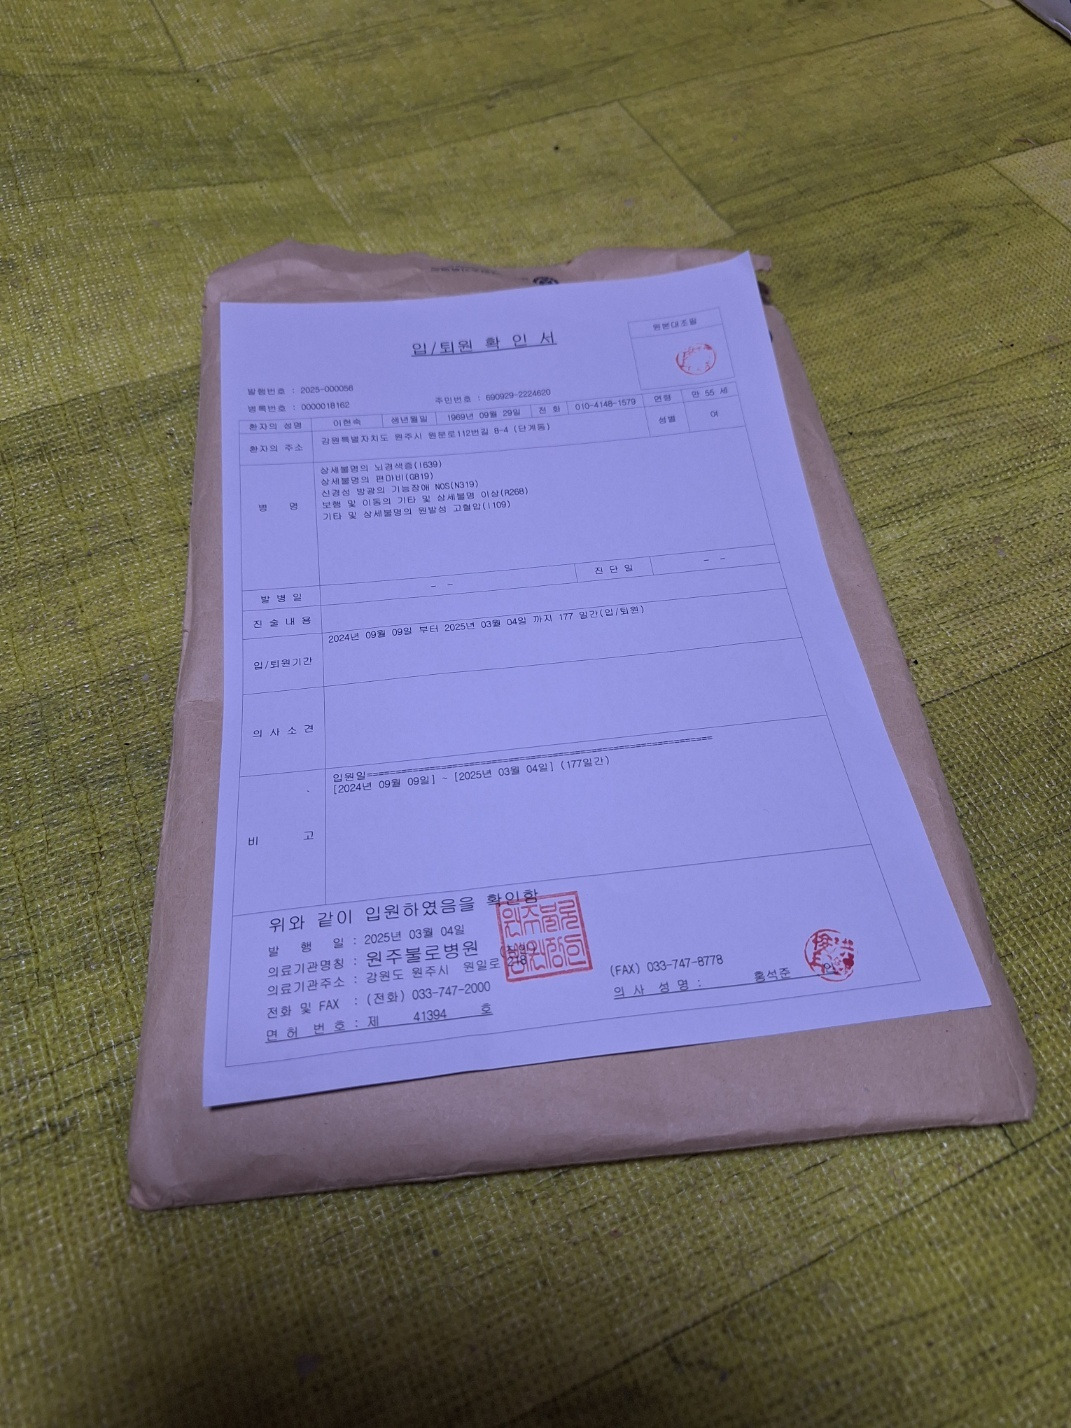 입/퇴원 확 인 서
원본대조필
발행번호 : 2025-000056
병록번호 : 0000018162
주민번호 : 690929-2224620
환자의 성명 이현숙 생년월일 1969년 09월 29일 전 화 010-4148-1579 연령 만 55 세
환자의 주소 강원특별자치도 원주시 원문로112번길 8-4 (단계동) 성별 여
병 명
상세불명의 뇌경색증(I639)
상세불명의 편마비(G819)
신경성 방광의 기능장애 NOS(N319)
보행 및 이동의 기타 및 상세불명 이상(R268)
기타 및 상세불명의 원발성 고혈압(I109)
발 병 일 - - 진 단 일 - -
진 술 내 용
입/퇴원기간 2024년 09월 09일 부터 2025년 03월 04일 까지 177 일간(입/퇴원)
의 사 소 견
비 고
입원일==================================================
[2024년 09월 09일] - [2025년 03월 04일] (177일간)
위와 같이 입원하였음을 확인함
발 행 일 : 2025년 03월 04일
의료기관명칭 : 원주불로병원
의료기관주소 : 강원도 원주시 원일로
전화 및 FAX : (전화) 033-747-2000 (FAX) 033-747-8778
면 허 번 호 : 제 41394 호 의 사 성 명 : 홍석준 인